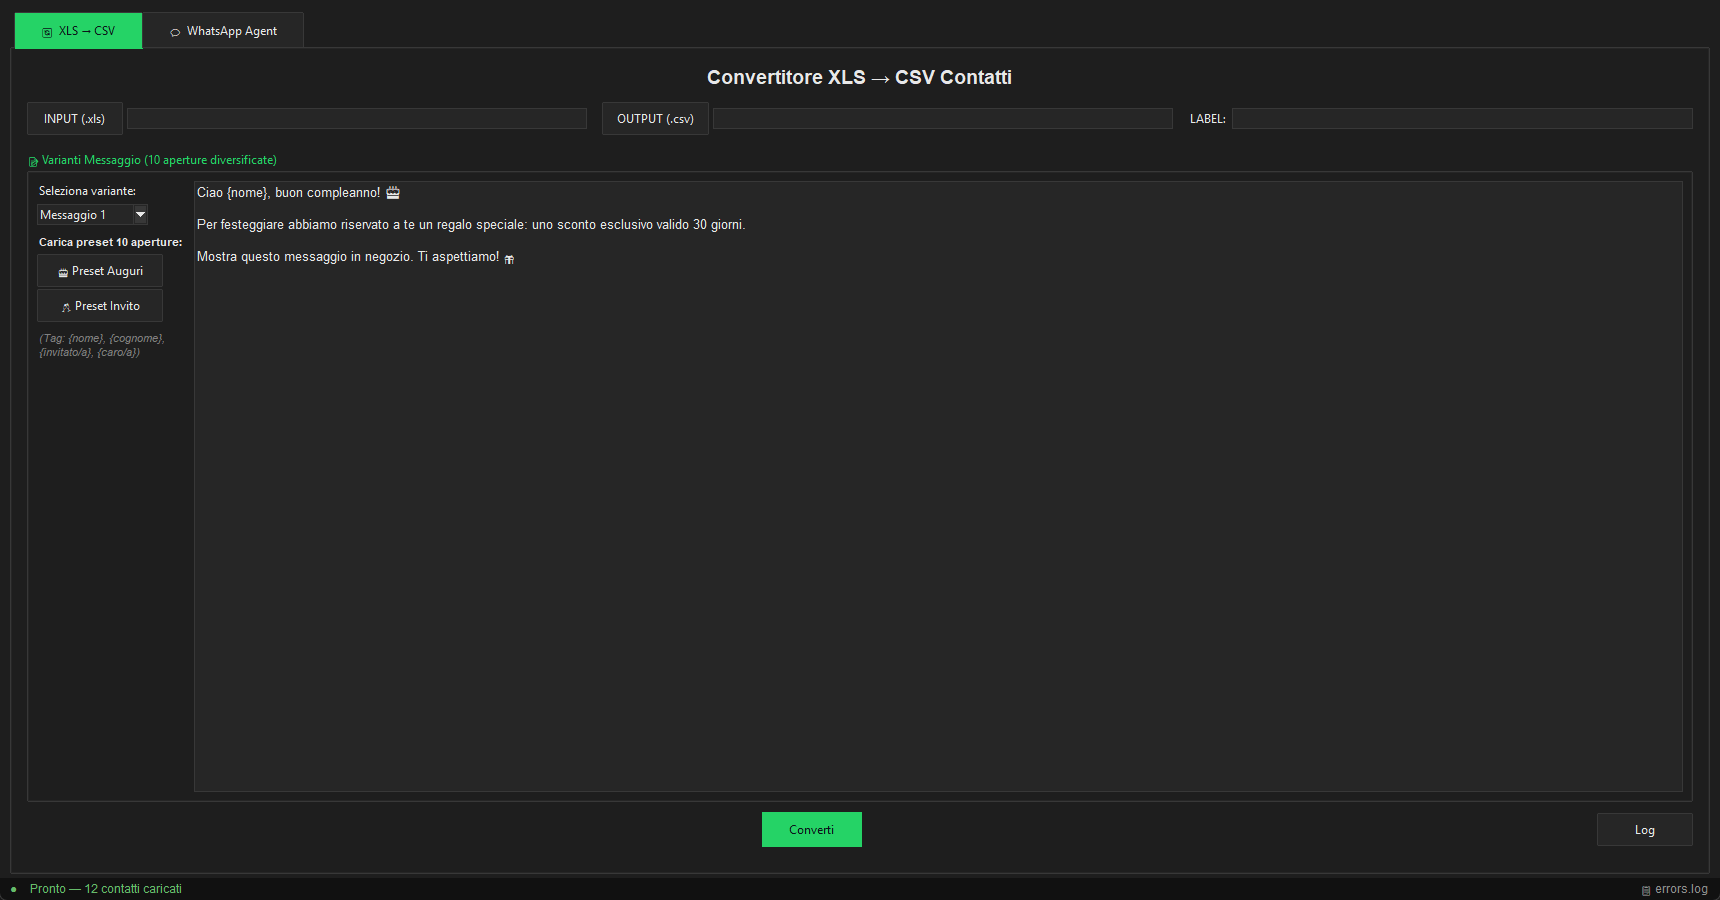 XLS → CSV
WhatsApp Agent
Convertitore XLS → CSV Contatti
INPUT (.xls)
OUTPUT (.csv)
LABEL:
Varianti Messaggio (10 aperture diversificate)
Seleziona variante:
Messaggio 1
Carica preset 10 aperture:
Preset Auguri
Preset Invito
(Tag: {nome}, {cognome},
{invitato/a}, {caro/a})
Ciao {nome}, buon compleanno! 🎂
Per festeggiare abbiamo riservato a te un regalo speciale: uno sconto esclusivo valido 30 giorni.
Mostra questo messaggio in negozio. Ti aspettiamo! 🎁
Converti
Log
Pronto — 12 contatti caricati
errors.log